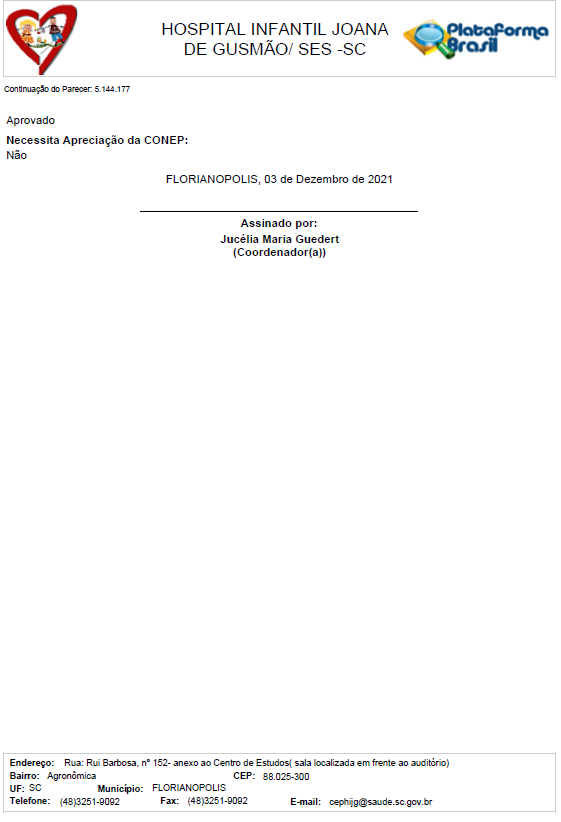 HOSPITAL INFANTIL JOANA
DE GUSMÃO/ SES -SC
Plataforma
Brasil
Continuação do Parecer: 5.144.177
Aprovado
Necessita Apreciação da CONEP:
Não
FLORIANOPOLIS, 03 de Dezembro de 2021
Assinado por:
Jucélia Maria Guedert
(Coordenador(a))
Endereço: Rua: Rui Barbosa, nº 152- anexo ao Centro de Estudos( sala localizada em frente ao auditório)
Bairro: Agronômica CEP: 88.025-300
UF: SC Município: FLORIANOPOLIS
Telefone: (48)3251-9092 Fax: (48)3251-9092 E-mail: cephijg@saude.sc.gov.br